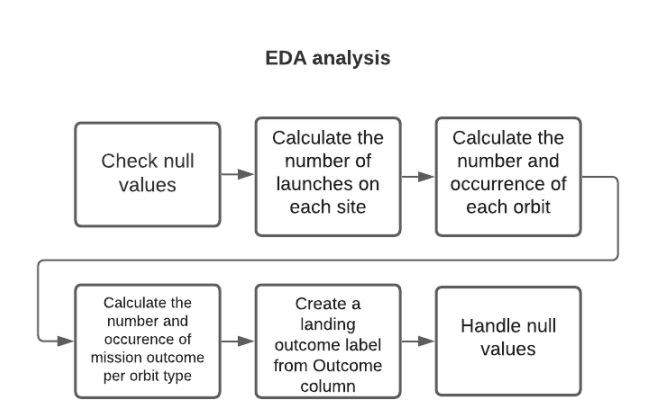 EDA analysis
Check null
values
Calculate the
number of
launches on
each site
Calculate the
number and
occurrence of
each orbit
Calculate the
number and
occurence of
mission outcome
per orbit type
Create a
landing
outcome label
from Outcome
column
Handle null
values